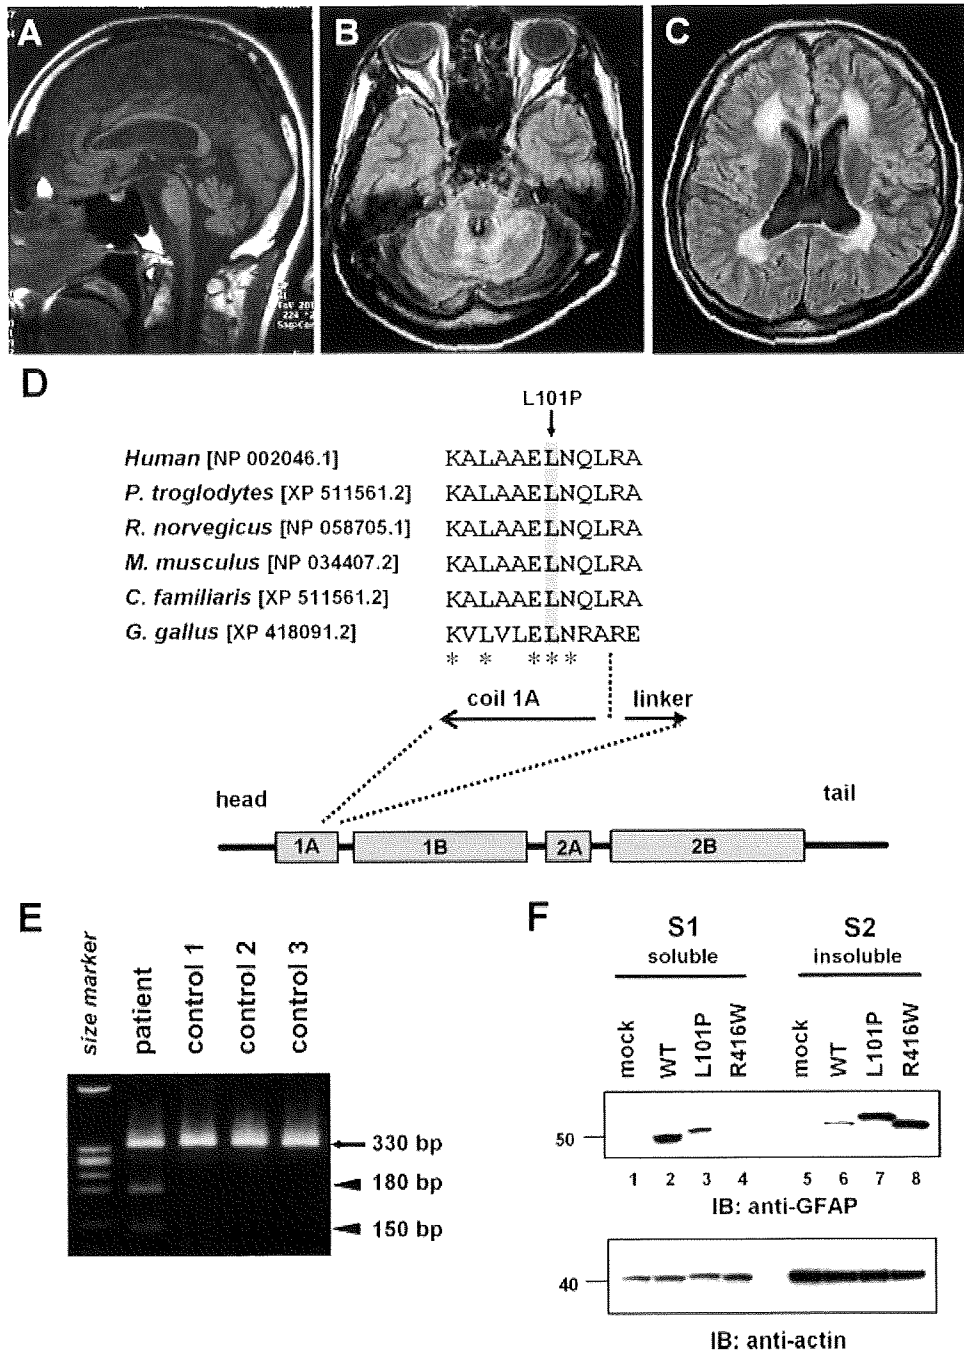 A
B
C
D
L101P
Human [NP 002046.1] KALAAELNQLRA
P. troglodytes [XP 511561.2] KALAAELNQLRA
R. norvegicus [NP 058705.1] KALAAELNQLRA
M. musculus [NP 034407.2] KALAAELNQLRA
C. familiaris [XP 511561.2] KALAAELNQLRA
G. gallus [XP 418091.2] KVLVLELNRARE
* * * * *
coil 1A linker
head tail
1A 1B 2A 2B
E
size marker
patient
control 1
control 2
control 3
330 bp
180 bp
150 bp
F
S1 S2
soluble insoluble
mock WT L101P R416W mock WT L101P R416W
50
1 2 3 4 5 6 7 8
IB: anti-GFAP
40
IB: anti-actin